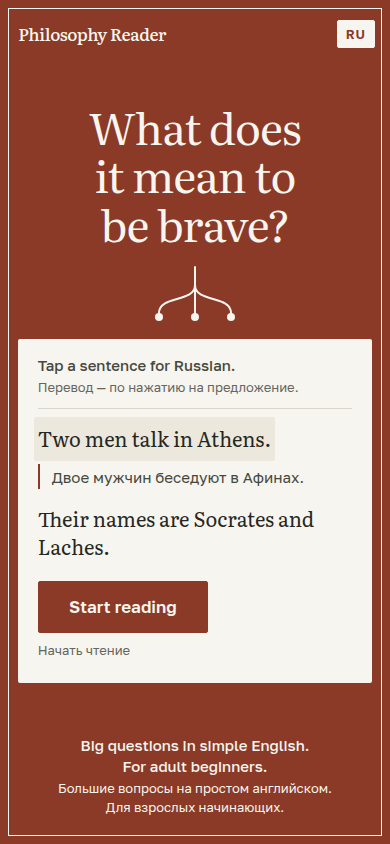 Philosophy Reader
RU
What does
it mean to
be brave?
Tap a sentence for Russian.
Перевод — по нажатию на предложение.
Two men talk in Athens.
Двое мужчин беседуют в Афинах.
Their names are Socrates and
Laches.
Start reading
Начать чтение
Big questions in simple English.
For adult beginners.
Большие вопросы на простом английском.
Для взрослых начинающих.